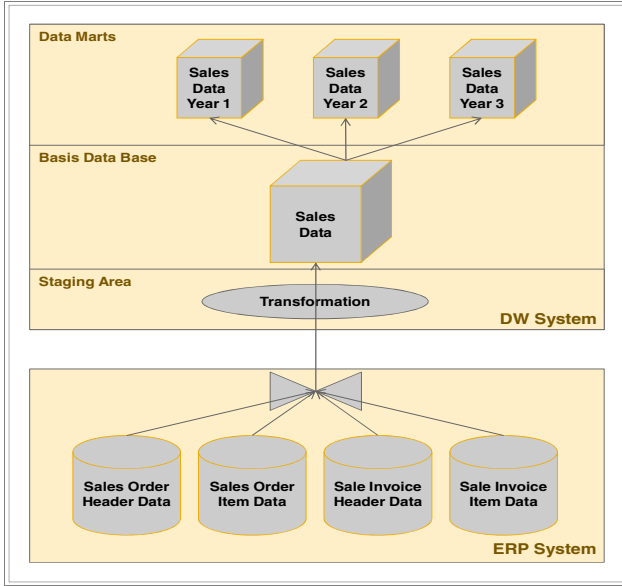 Data Marts
Sales
Data
Year 1
Sales
Data
Year 2
Sales
Data
Year 3
Basis Data Base
Sales
Data
Staging Area
Transformation
DW System
Sales Order
Header Data
Sales Order
Item Data
Sale Invoice
Header Data
Sale Invoice
Item Data
ERP System